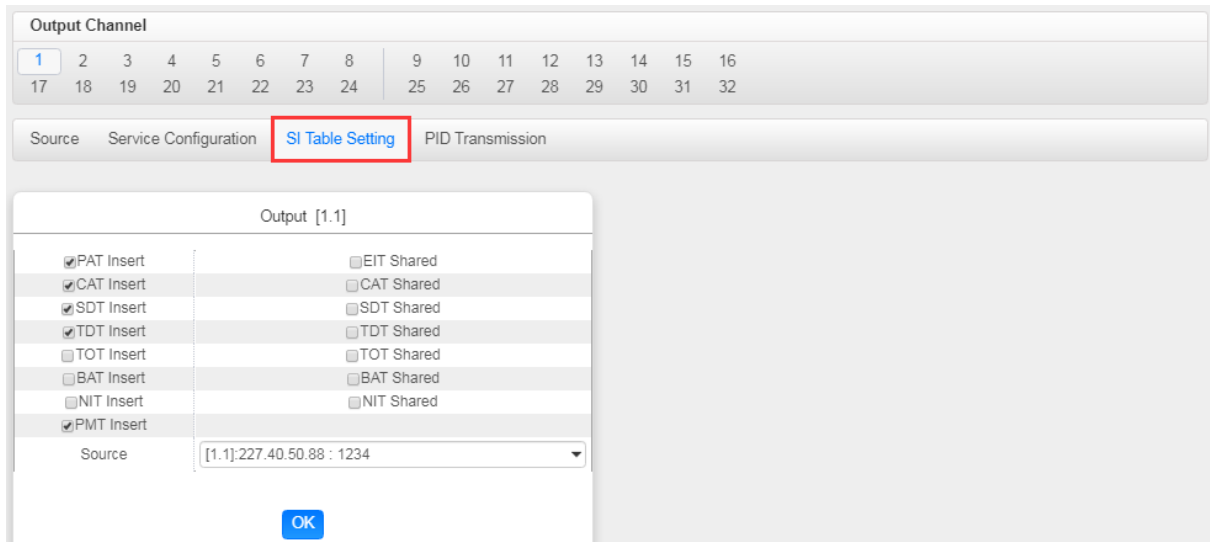 Output Channel
1 2 3 4 5 6 7 8 9 10 11 12 13 14 15 16
17 18 19 20 21 22 23 24 25 26 27 28 29 30 31 32
Source Service Configuration SI Table Setting PID Transmission
Output [1.1]
PAT Insert EIT Shared
CAT Insert CAT Shared
SDT Insert SDT Shared
TDT Insert TDT Shared
TOT Insert TOT Shared
BAT Insert BAT Shared
NIT Insert NIT Shared
PMT Insert
Source [1.1]:227.40.50.88 : 1234
OK